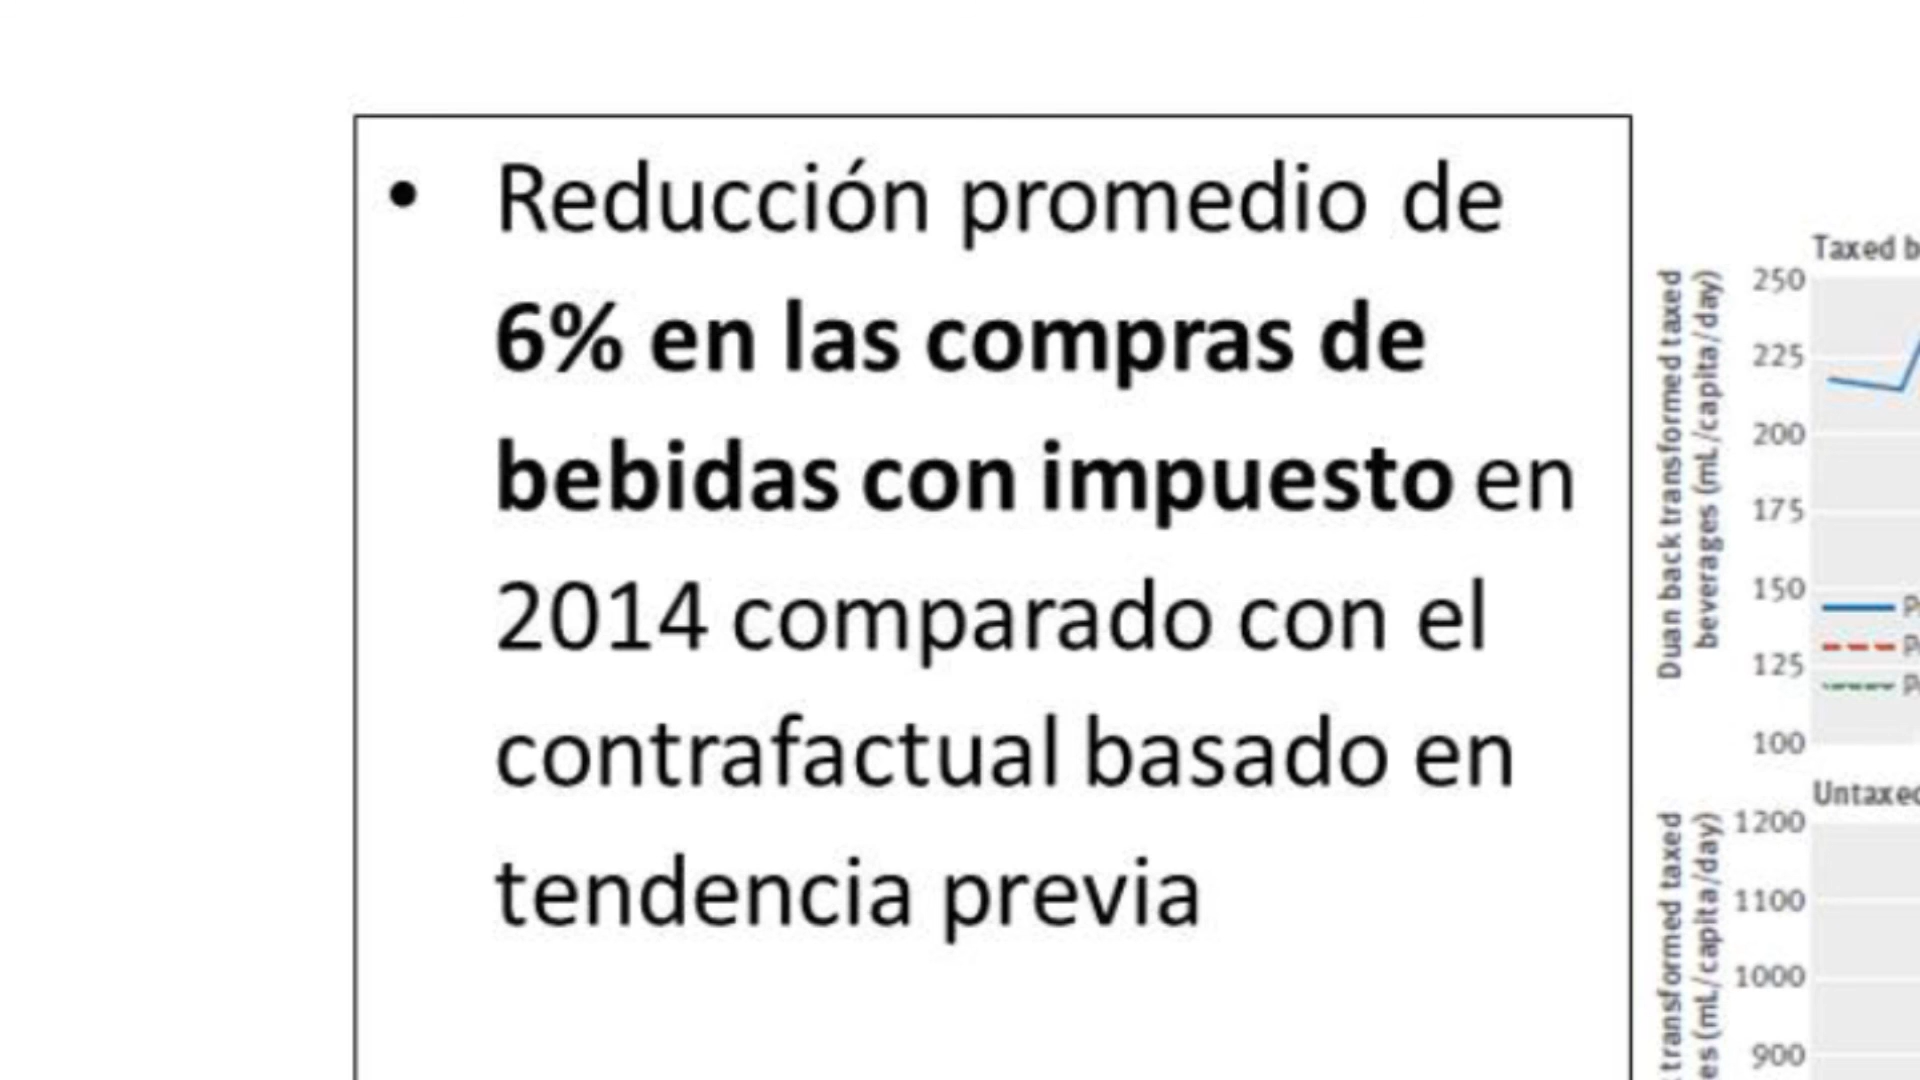 • Reducción promedio de
6% en las compras de
bebidas con impuesto en
2014 comparado con el
contrafactual basado en
tendencia previa
Taxed
Duan back transformed taxed
beverages (mL/capita/day)
250
225
200
175
150
125
100
1200
1100
1000
900
transformed taxed
(mL/capita/day)